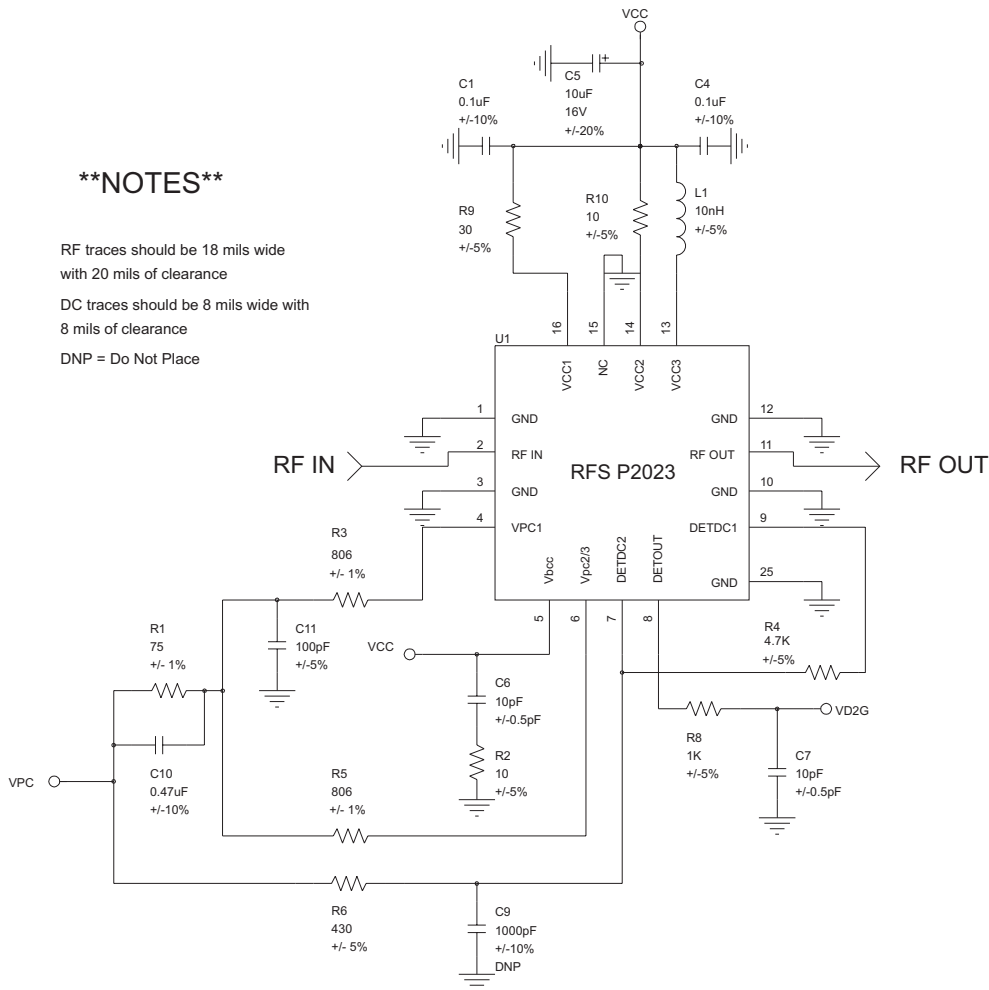 VCC
C5
10uF
16V
+/-20%
+
C1
0.1uF
+/-10%
C4
0.1uF
+/-10%
**NOTES**
RF traces should be 18 mils wide
with 20 mils of clearance
DC traces should be 8 mils wide with
8 mils of clearance
DNP = Do Not Place
R9
30
+/-5%
R10
10
+/-5%
L1
10nH
+/-5%
16
15
14
13
U1
VCC1
NC
VCC2
VCC3
1
GND
2
RF IN
3
GND
4
VPC1
RF IN
RFS P2023
GND
12
RF OUT
11
GND
10
DETDC1
9
GND
25
RF OUT
Vbcc
Vpc2/3
DETDC2
DETOUT
5
6
7
8
R3
806
+/- 1%
C11
100pF
+/-5%
R1
75
+/- 1%
C10
0.47uF
+/-10%
VPC
VCC
C6
10pF
+/-0.5pF
R2
10
+/-5%
R4
4.7K
+/-5%
VD2G
R8
1K
+/-5%
C7
10pF
+/-0.5pF
R5
806
+/- 1%
R6
430
+/- 5%
C9
1000pF
+/-10%
DNP